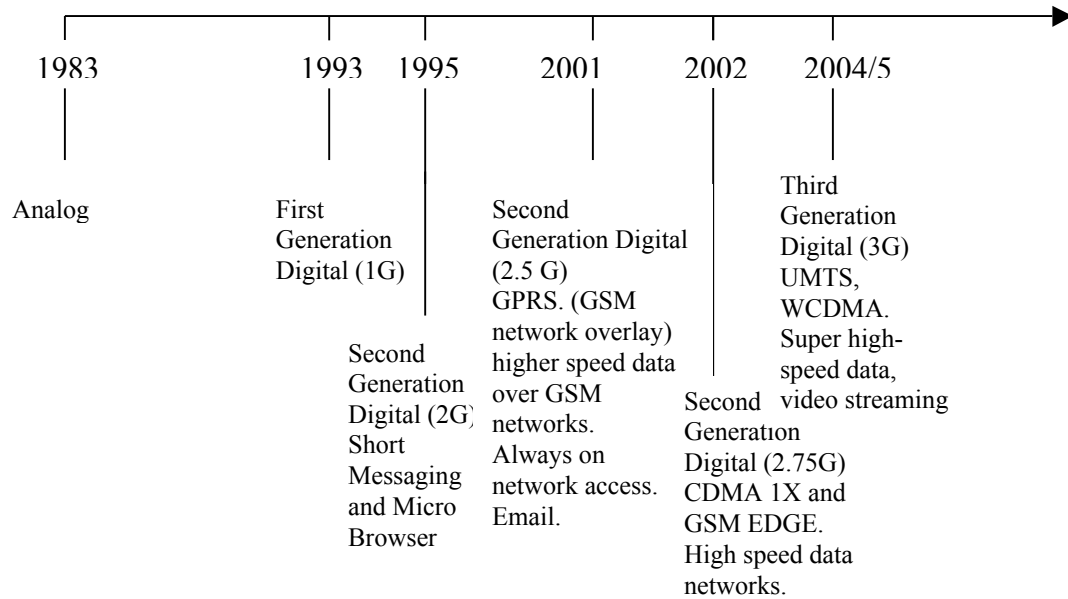 1983
1993
1995
2001
2002
2004/5
Analog
First
Generation
Digital (1G)
Second
Generation
Digital (2G)
Short
Messaging
and Micro
Browser
Second
Generation Digital
(2.5 G)
GPRS. (GSM
network overlay)
higher speed data
over GSM
networks.
Always on
network access.
Email.
Second
Generation
Digital (2.75G)
CDMA 1X and
GSM EDGE.
High speed data
networks.
Third
Generation
Digital (3G)
UMTS,
WCDMA.
Super high-
speed data,
video streaming